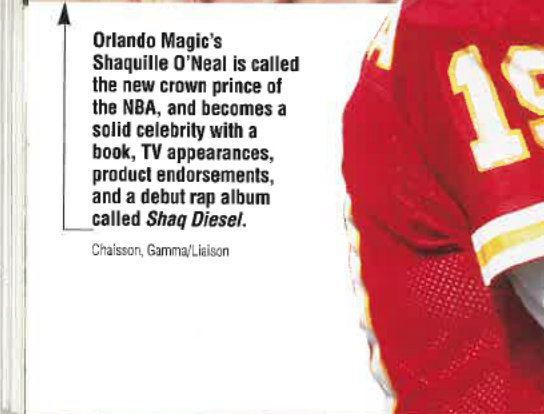 Orlando Magic's
Shaquille O'Neal is called
the new crown prince of
the NBA, and becomes a
solid celebrity with a
book, TV appearances,
product endorsements,
and a debut rap album
called Shaq Diesel.
Chaisson, Gamma/Liaison
19
A